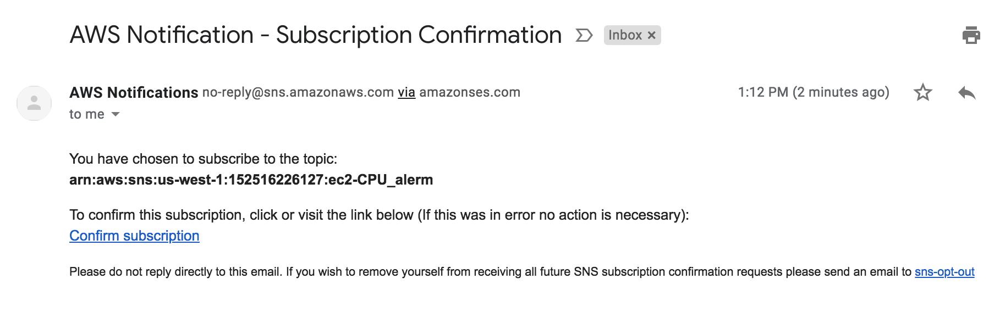 AWS Notification - Subscription Confirmation Inbox ×
AWS Notifications no-reply@sns.amazonaws.com via amazonses.com 1:12 PM (2 minutes ago)
to me
You have chosen to subscribe to the topic:
arn:aws:sns:us-west-1:152516226127:ec2-CPU_alerm
To confirm this subscription, click or visit the link below (If this was in error no action is necessary):
Confirm subscription
Please do not reply directly to this email. If you wish to remove yourself from receiving all future SNS subscription confirmation requests please send an email to sns-opt-out